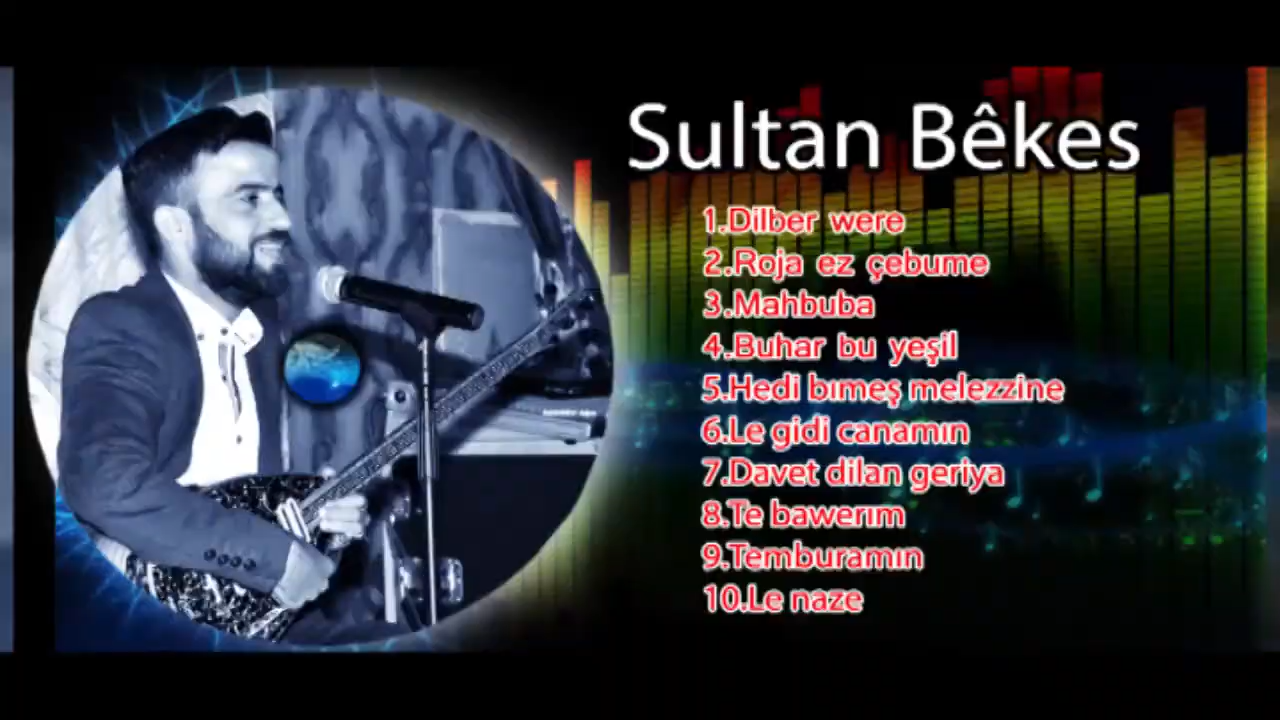 Sultan Bêkes
1.Dilber were
2.Roja ez çebume
3.Mahbuba
4.Buhar bu yeşil
5.Hedi bımeş melezzine
6.Le gidi canamın
7.Davet dilan geriya
8.Te bawerım
9.Temburamın
10.Le naze